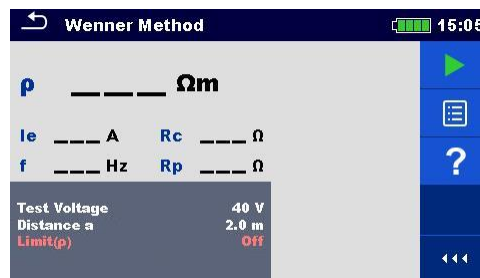 Wenner Method 15:05
ρ ___ Ωm
Ie ___ A Rc ___ Ω
f ___ Hz Rp ___ Ω
Test Voltage 40 V
Distance a 2.0 m
Limit(ρ) Off
?